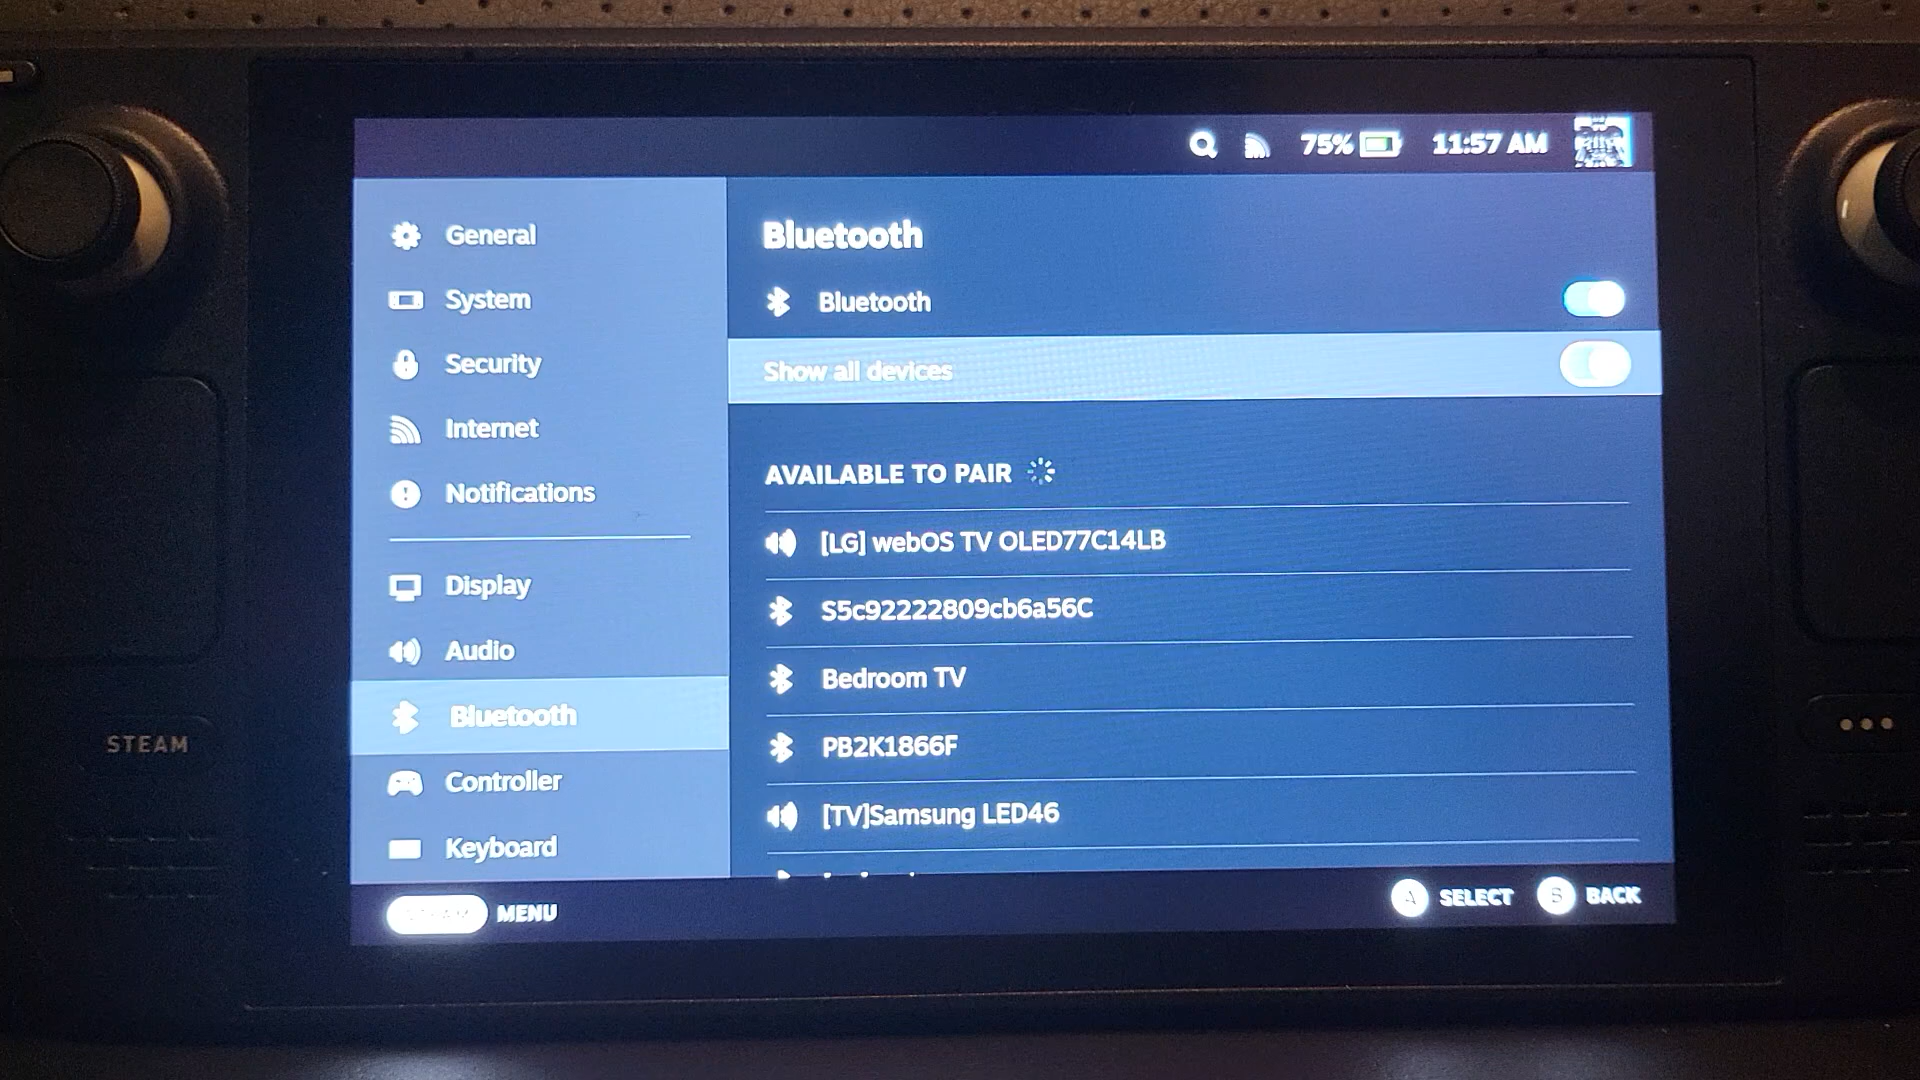 75% 11:57 AM
General
System
Security
Internet
Notifications
Display
Audio
Bluetooth
Controller
Keyboard
Bluetooth
Bluetooth
Show all devices
AVAILABLE TO PAIR
[LG] webOS TV OLED77C14LB
S5c92222809cb6a56C
Bedroom TV
PB2K1866F
[TV]Samsung LED46
STEAM
STEAM MENU
A SELECT B BACK